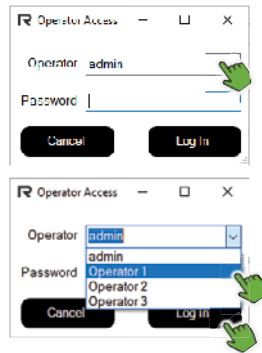 Operator Access
Operator admin
Password
Cancel Log In
Operator Access
Operator admin
admin
Password Operator 1
Operator 2
Operator 3
Cancel Log In